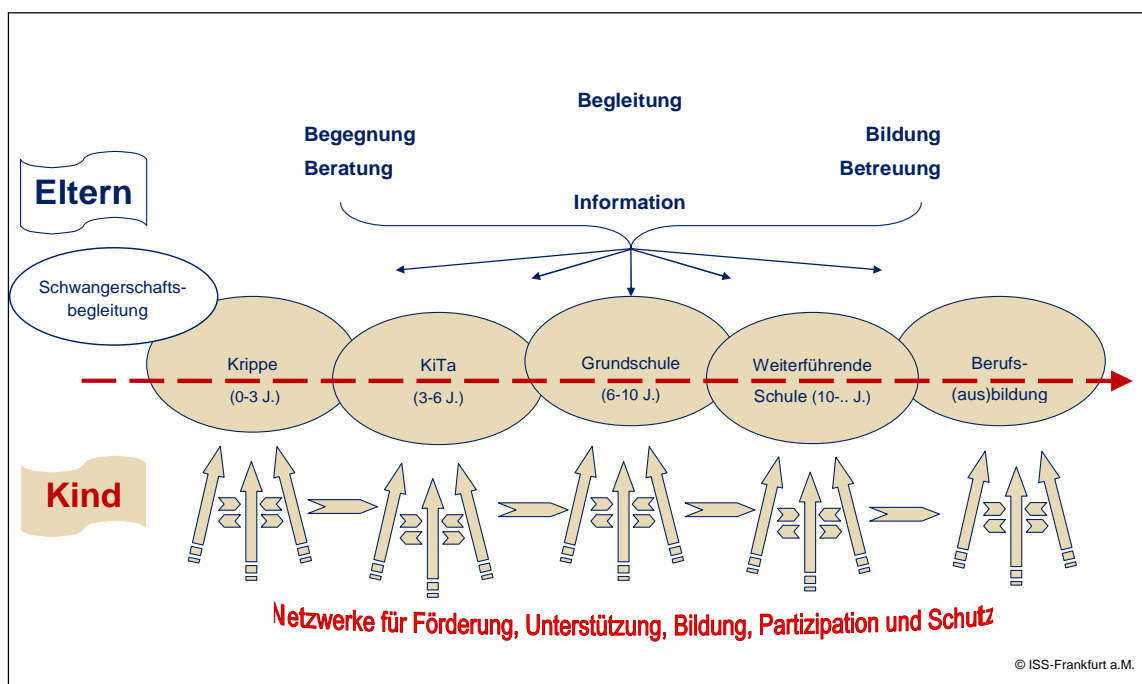 Begleitung
Begegnung
Bildung
Beratung
Betreuung
Eltern
Information
Schwangerschafts-
begleitung
Krippe
(0-3 J.)
KiTa
(3-6 J.)
Grundschule
(6-10 J.)
Weiterführende
Schule (10-.. J.)
Berufs-
(aus)bildung
Kind
Netzwerke für Förderung, Unterstützung, Bildung, Partizipation und Schutz
© ISS-Frankfurt a.M.